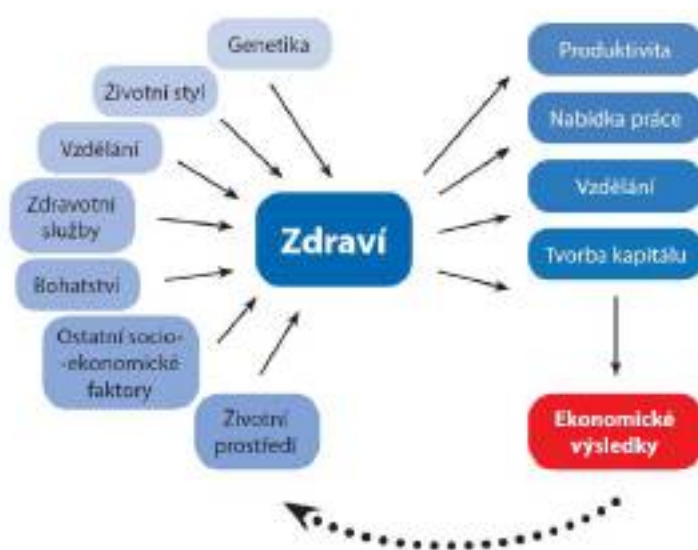 Genetika
Životní styl
Vzdělání
Zdravotní
služby
Bohatství
Ostatní socio-
-ekonomické
faktory
Životní
prostředí
Zdraví
Produktivita
Nabídka práce
Vzdělání
Tvorba kapitálu
Ekonomické
výsledky